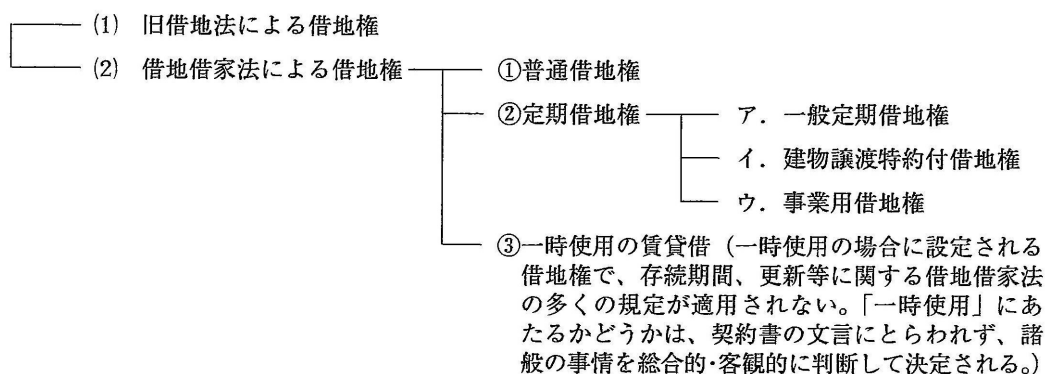 (1) 旧借地法による借地権
(2) 借地借家法による借地権
①普通借地権
②定期借地権
ア．一般定期借地権
イ．建物譲渡特約付借地権
ウ．事業用借地権
③一時使用の賃貸借（一時使用の場合に設定される
借地権で、存続期間、更新等に関する借地借家法
の多くの規定が適用されない。「一時使用」にあ
たるかどうかは、契約書の文言にとらわれず、諸
般の事情を総合的・客観的に判断して決定される。）